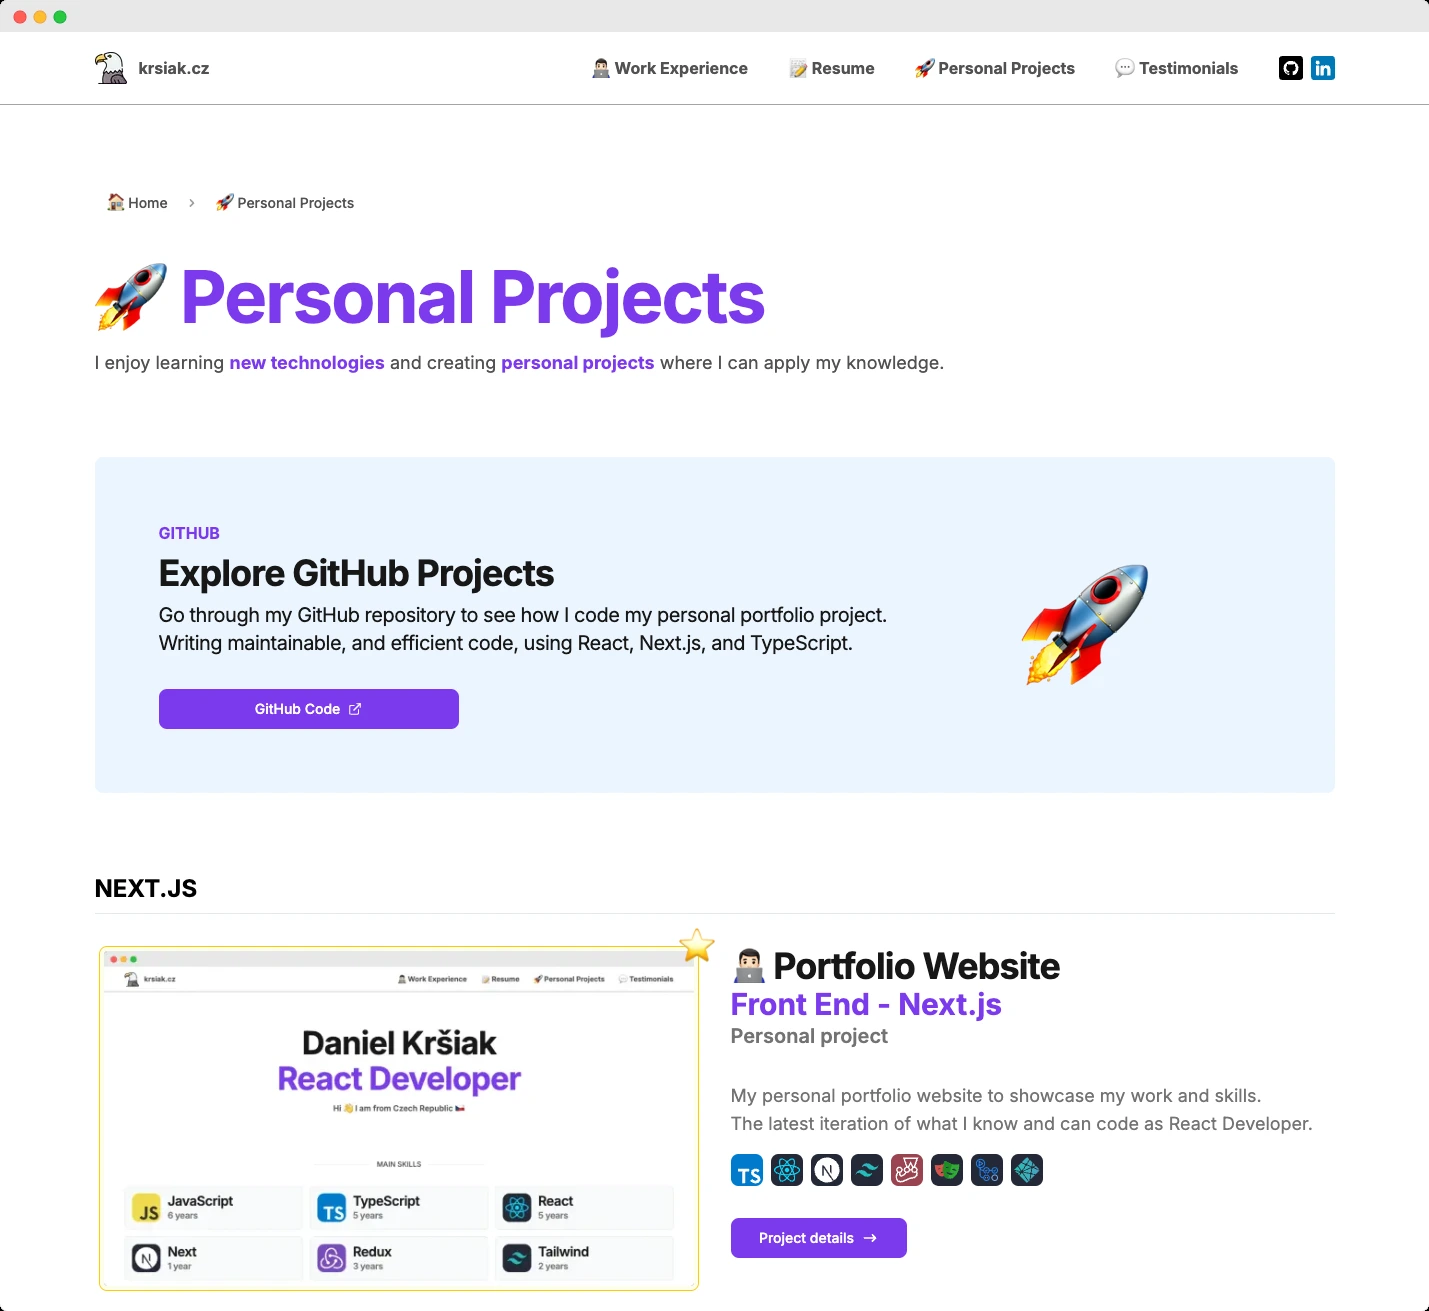 krsiak.cz
Work Experience
Resume
Personal Projects
Testimonials
in
Home
Personal Projects
Personal Projects
I enjoy learning new technologies and creating personal projects where I can apply my knowledge.
GITHUB
Explore GitHub Projects
Go through my GitHub repository to see how I code my personal portfolio project.
Writing maintainable, and efficient code, using React, Next.js, and TypeScript.
GitHub Code
NEXT.JS
krsiak.cz
Work Experience
Resume
Personal Projects
Testimonials
Daniel Kršiak
React Developer
Hi 👋 I am from Czech Republic 🇨🇿
MAIN SKILLS
JS
JavaScript
6 years
TS
TypeScript
5 years
React
5 years
N
Next
1 year
Redux
3 years
Tailwind
2 years
Portfolio Website
Front End - Next.js
Personal project
My personal portfolio website to showcase my work and skills.
The latest iteration of what I know and can code as React Developer.
TS
N
Project details